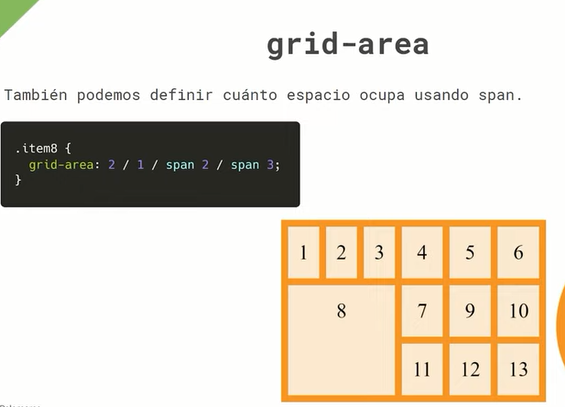 grid-area
También podemos definir cuánto espacio ocupa usando span.
.item8 {
grid-area: 2 / 1 / span 2 / span 3;
}
1 2 3 4 5 6
8 7 9 10
11 12 13